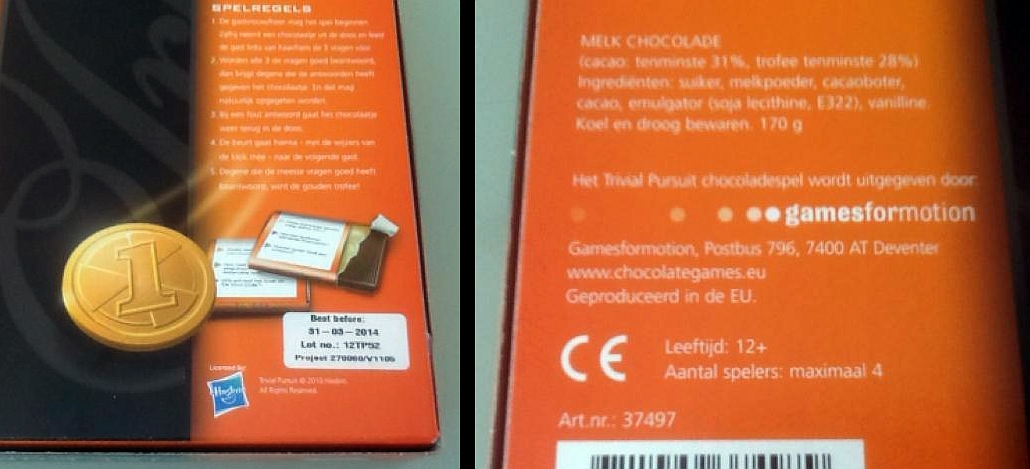 SPELREGELS
1. De gastvrouw/heer mag het spel beginnen.
Zij/hij neemt een chocolaatje uit de doos en leest
de gast links van haar/hem de 3 vragen voor.
2. Worden alle 3 de vragen goed beantwoord,
dan krijgt degene die de antwoorden heeft
gegeven het chocolaatje. En dat mag
natuurlijk opgegeten worden.
3. Bij een fout antwoord gaat het chocolaatje
weer terug in de doos.
4. De beurt gaat hierna - met de wijzers van
de klok mee - naar de volgende gast.
5. Degene die de meeste vragen goed heeft
beantwoord, wint de gouden trofee!
1
Best before:
31-03-2014
Lot no.: 12TP52
Project 270060/V1105
Licensed by:
Hasbro
Trivial Pursuit © 2010 Hasbro.
All Rights Reserved.
MELK CHOCOLADE
(cacao: tenminste 31%, trofee tenminste 28%)
Ingrediënten: suiker, melkpoeder, cacaoboter,
cacao, emulgator (soja lecithine, E322), vanilline.
Koel en droog bewaren. 170 g
Het Trivial Pursuit chocoladespel wordt uitgegeven door:
gamesformotion
Gamesformotion, Postbus 796, 7400 AT Deventer
www.chocolategames.eu
Geproduceerd in de EU.
CE
Leeftijd: 12+
Aantal spelers: maximaal 4
Art.nr.: 37497